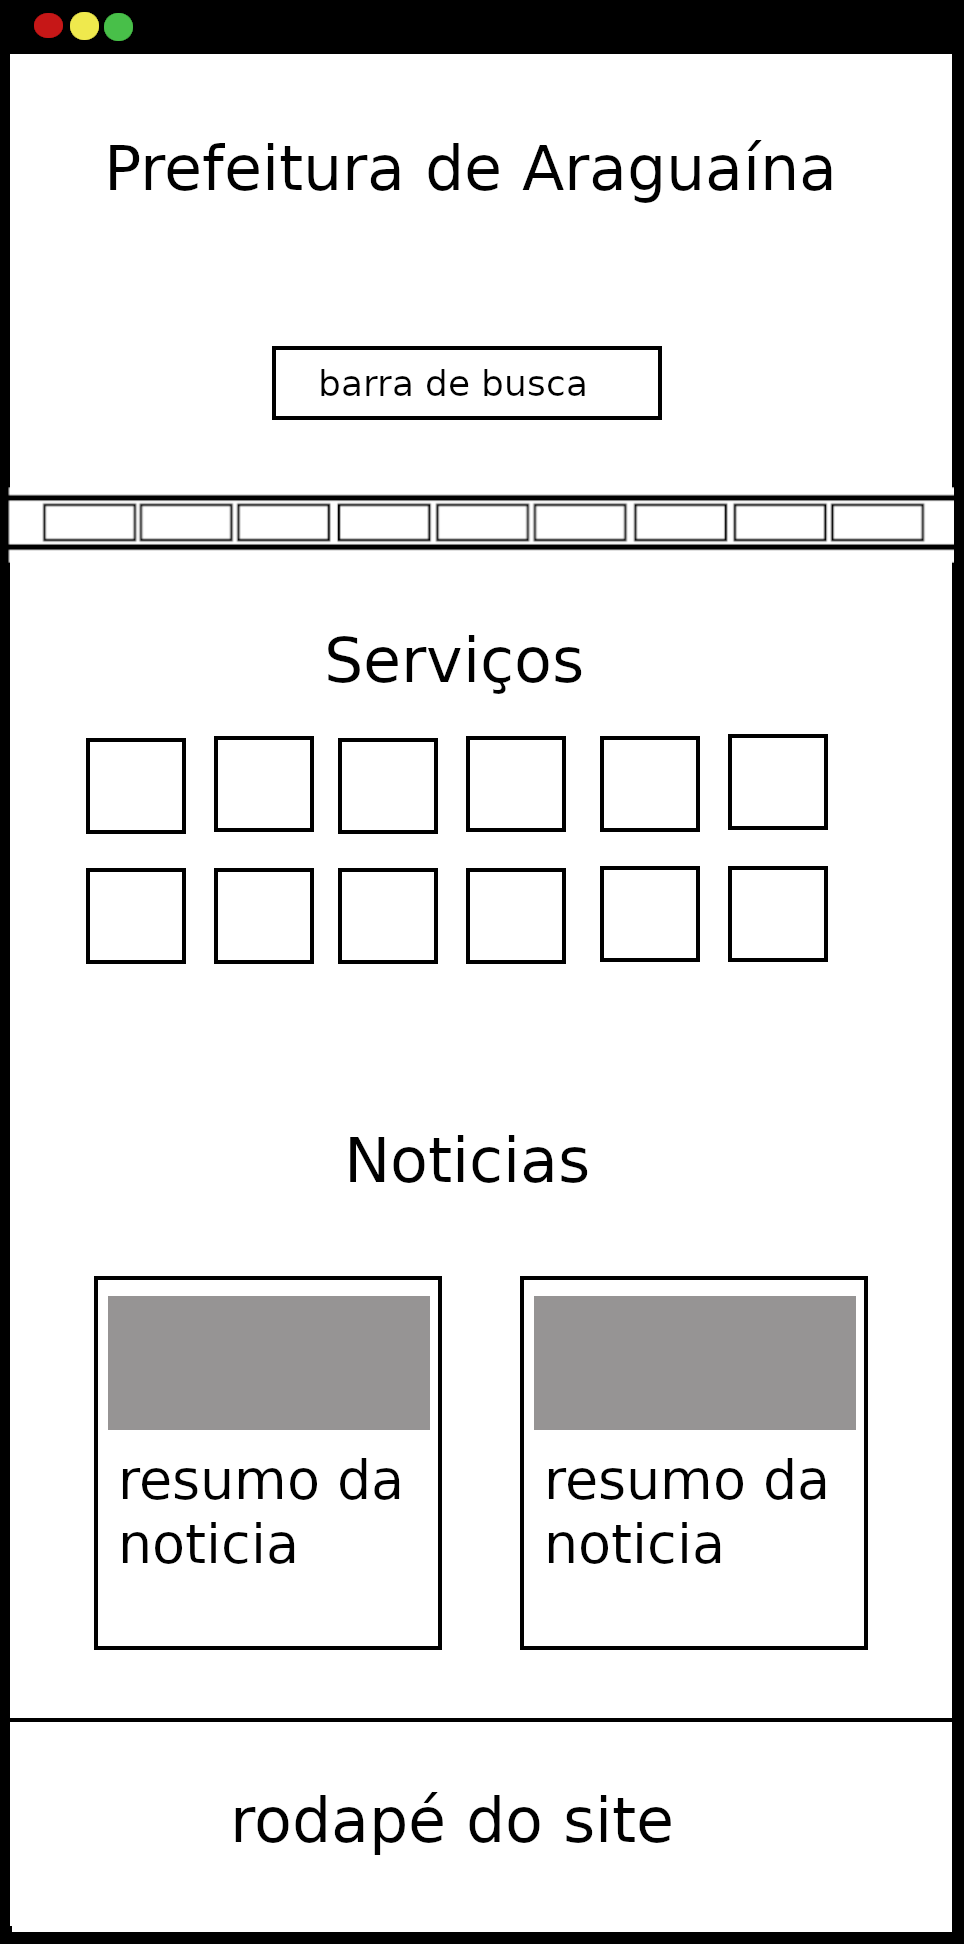 Prefeitura de Araguaína
barra de busca
Serviços
Noticias
resumo da
noticia
resumo da
noticia
rodapé do site